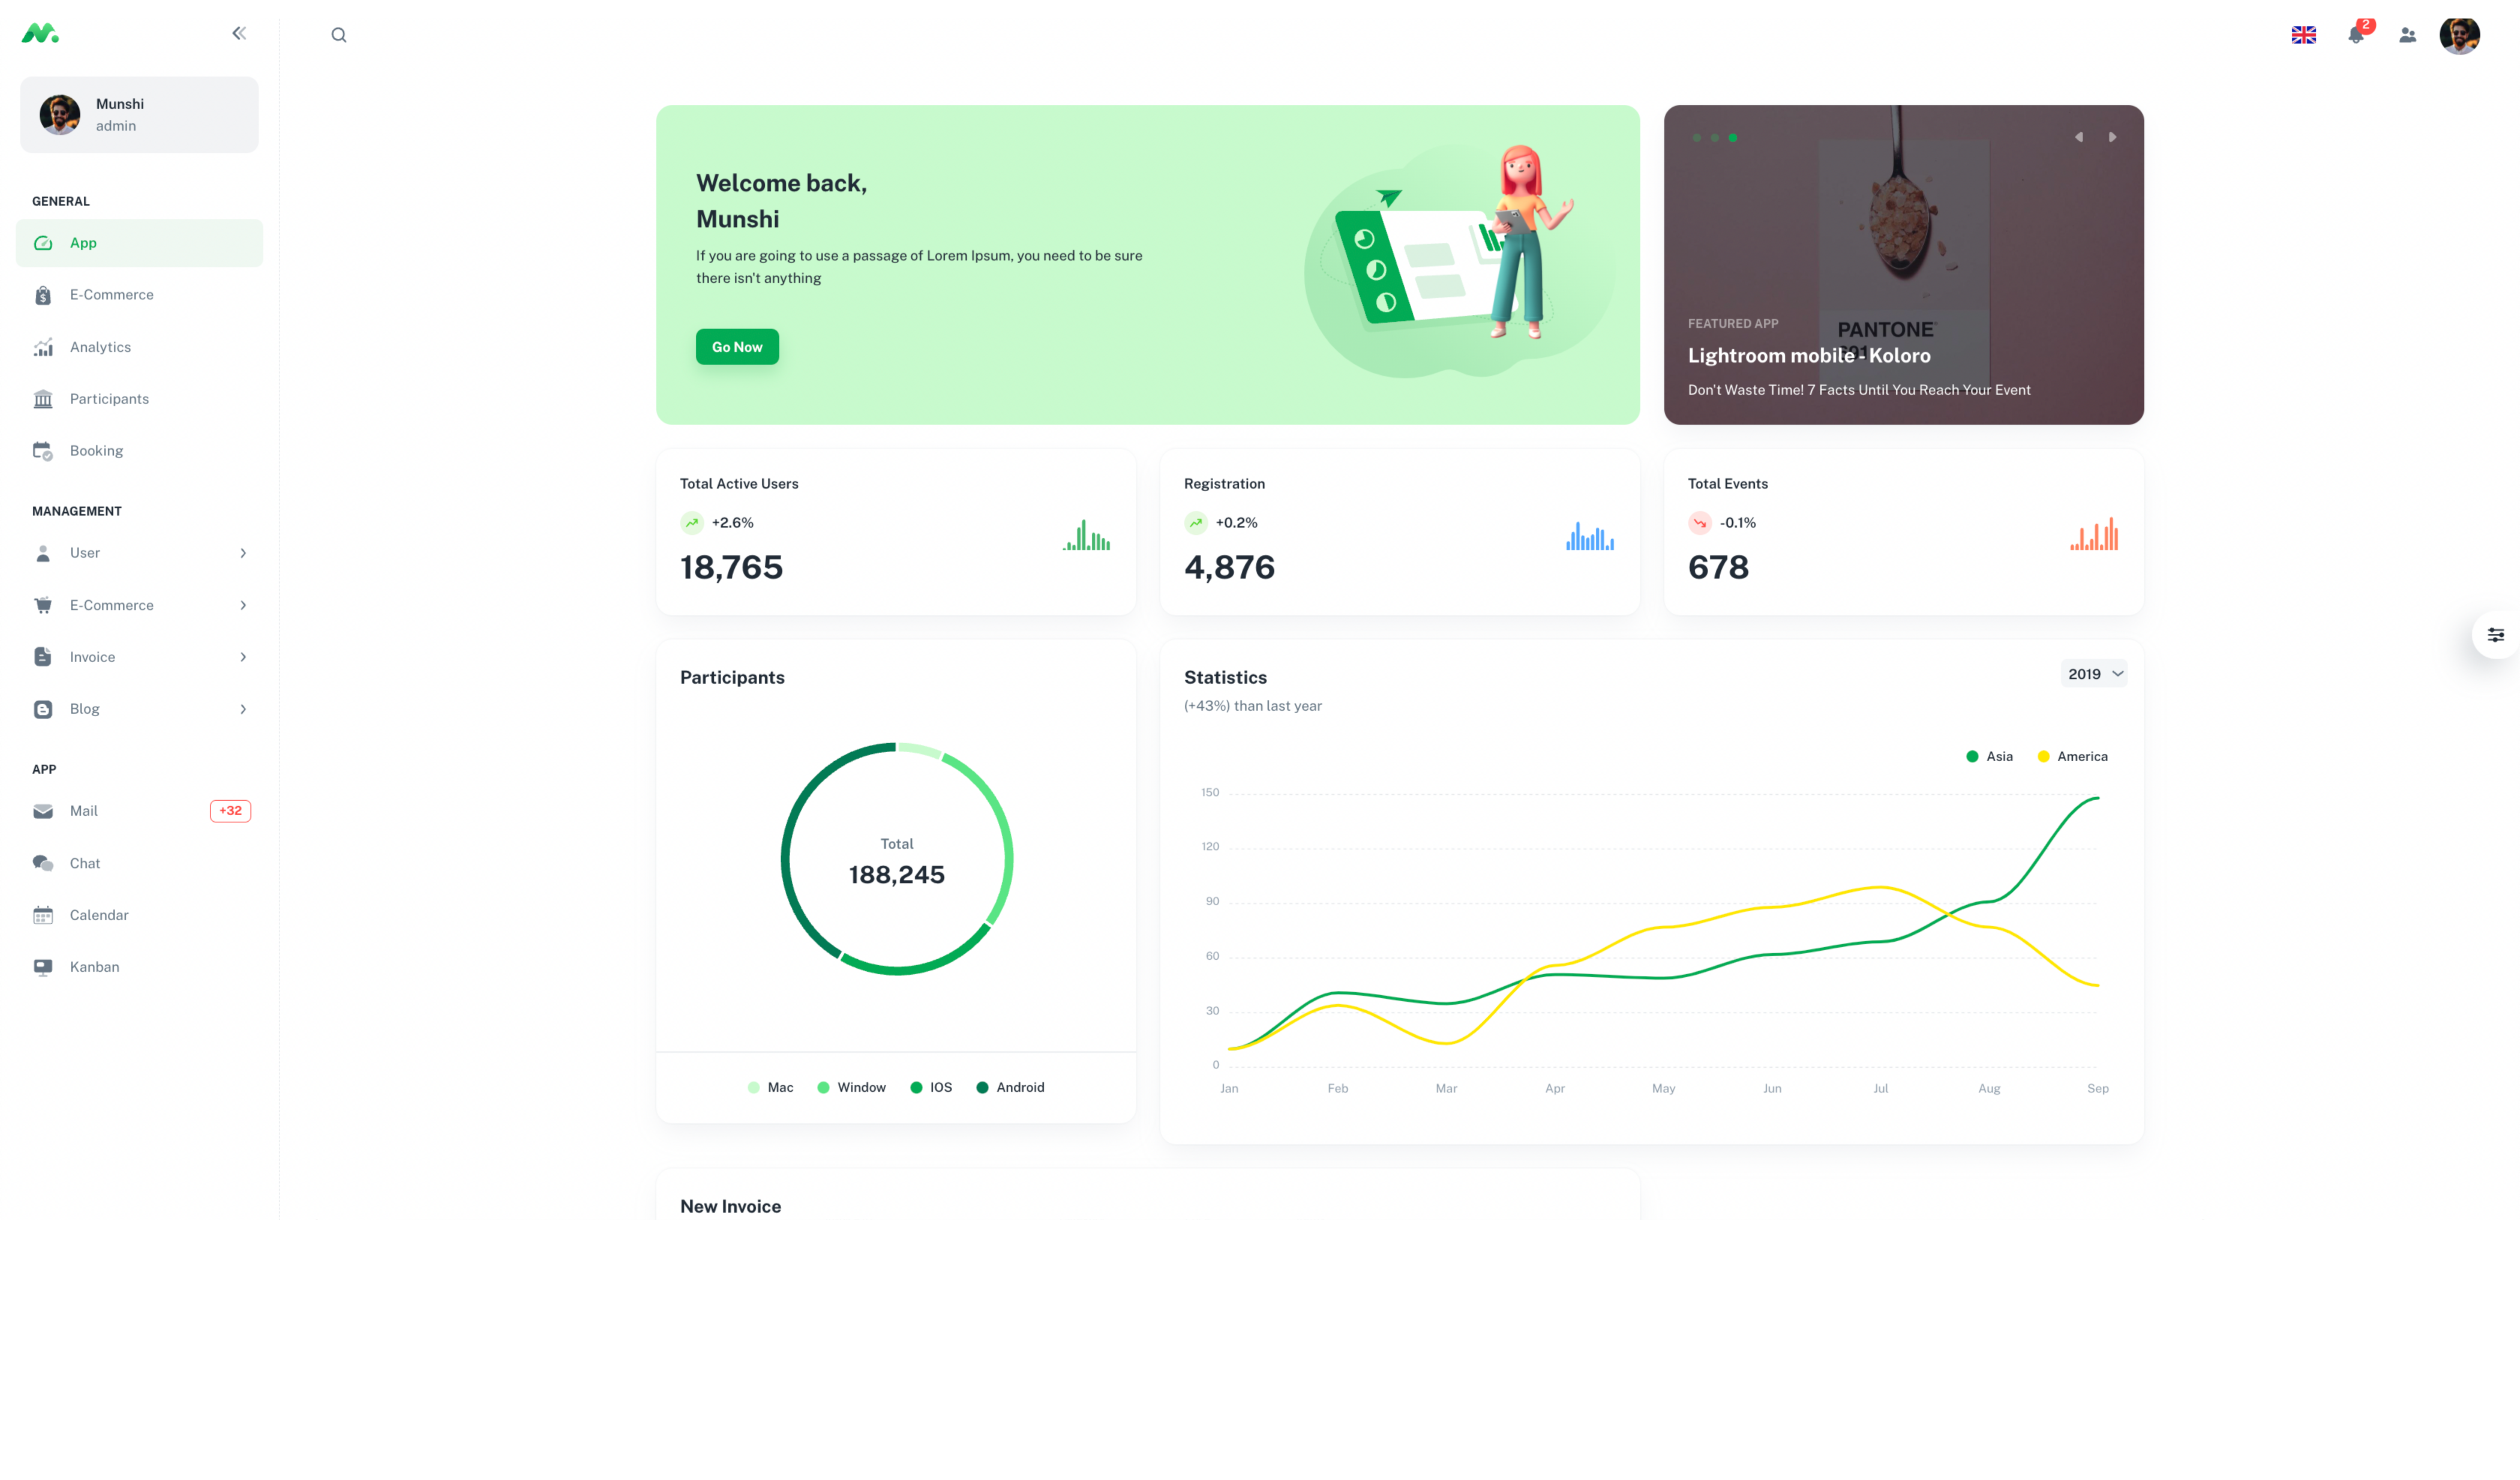 2
Munshi
admin
GENERAL
App
E-Commerce
Analytics
Participants
Booking
MANAGEMENT
User
E-Commerce
Invoice
Blog
APP
Mail
+32
Chat
Calendar
Kanban
Welcome back,
Munshi
If you are going to use a passage of Lorem Ipsum, you need to be sure
there isn't anything
Go Now
PANTONE
FEATURED APP
Lightroom mobile - Koloro
Don't Waste Time! 7 Facts Until You Reach Your Event
Total Active Users
+2.6%
18,765
Registration
+0.2%
4,876
Total Events
-0.1%
678
Participants
Total
188,245
Mac
Window
IOS
Android
Statistics
(+43%) than last year
2019
Asia
America
150
120
90
60
30
0
Jan
Feb
Mar
Apr
May
Jun
Jul
Aug
Sep
New Invoice